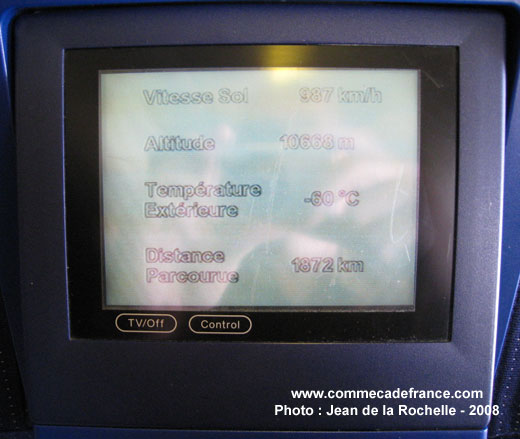 Vitesse Sol 987 km/h
Altitude 10668 m
Température
Extérieure -60 °C
Distance
Parcourue 1872 km
TV/Off Control
www.commecadefrance.com
Photo : Jean de la Rochelle - 2008